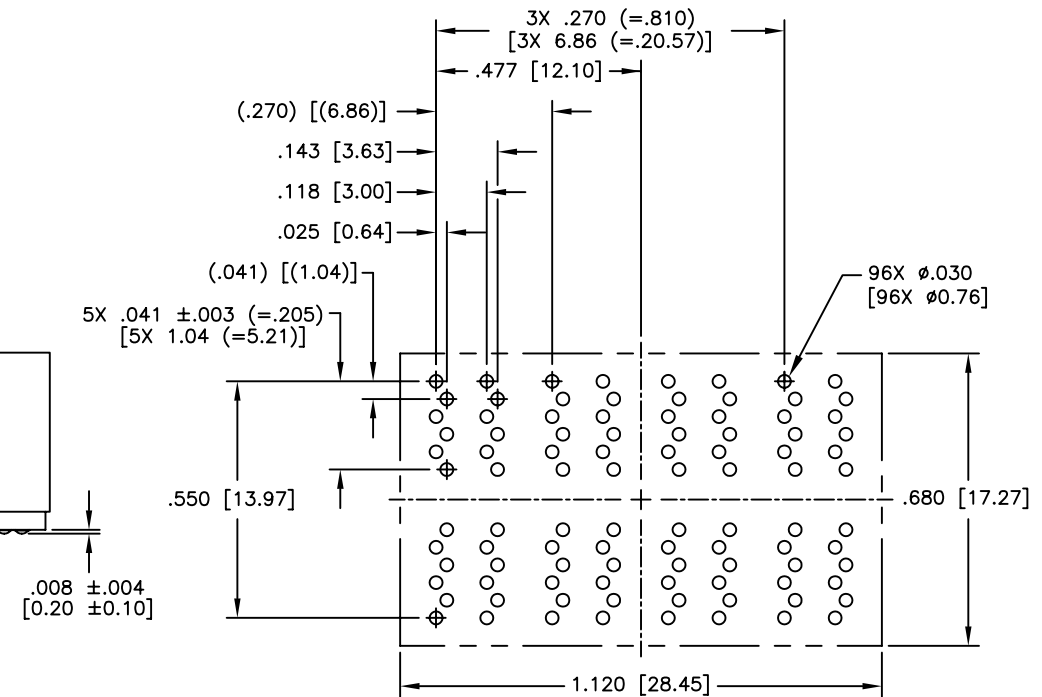 3X .270 (=.810)
[3X 6.86 (=.20.57)]
.477 [12.10]
(.270) [(6.86)]
.143 [3.63]
.118 [3.00]
.025 [0.64]
(.041) [(1.04)]
96X ø.030
[96X ø0.76]
5X .041 ±.003 (=.205)
[5X 1.04 (=5.21)]
.550 [13.97]
.680 [17.27]
.008 ±.004
[0.20 ±0.10]
1.120 [28.45]